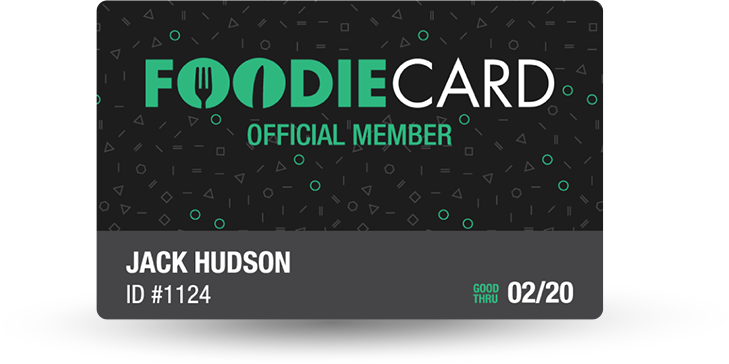 FOODIECARD
OFFICIAL MEMBER
JACK HUDSON
ID #1124
GOOD THRU 02/20